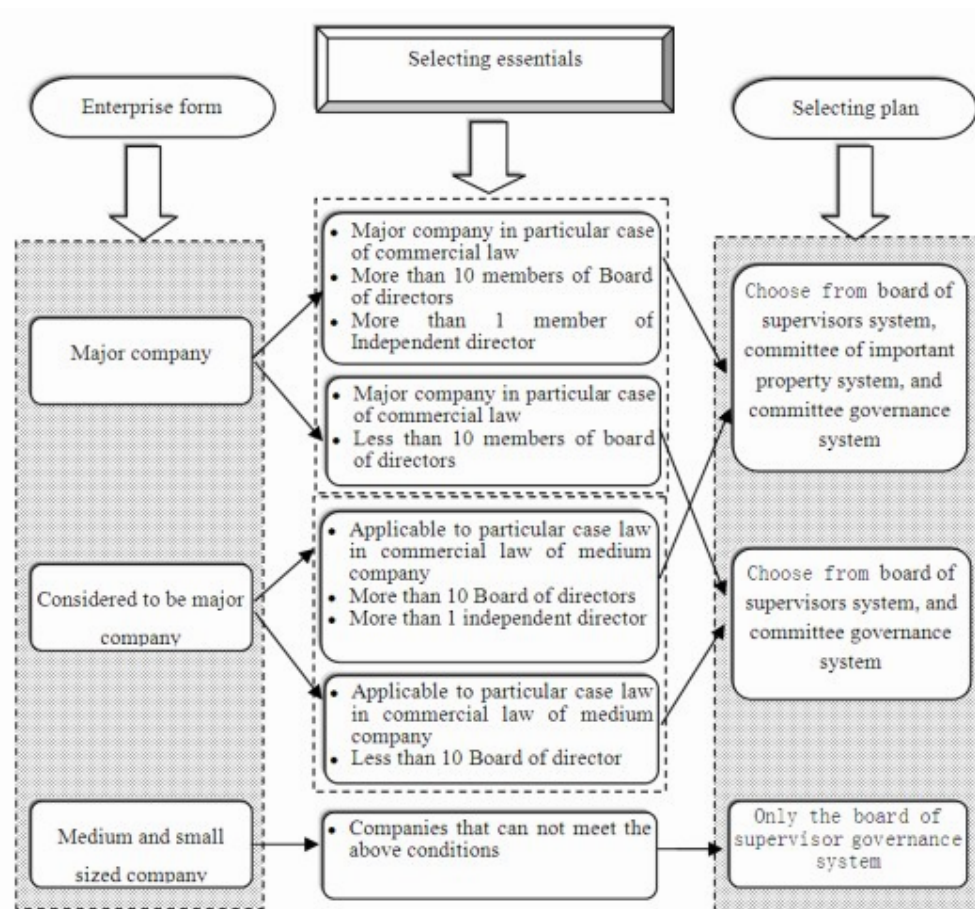 Selecting essentials
Enterprise form
Selecting plan
• Major company in particular case
of commercial law
• More than 10 members of Board
of directors
• More than 1 member of
Independent director
Major company
Choose from board of
supervisors system,
committee of important
property system, and
committee governance
system
• Major company in particular case
of commercial law
• Less than 10 members of board
of directors
• Applicable to particular case law
in commercial law of medium
company
• More than 10 Board of directors
• More than 1 independent director
Considered to be major
company
Choose from board of
supervisors system, and
committee governance
system
• Applicable to particular case law
in commercial law of medium
company
• Less than 10 Board of director
Medium and small
sized company
• Companies that can not meet the
above conditions
Only the board of
supervisor governance
system